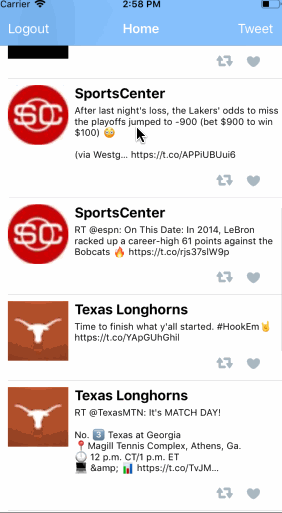 Carrier 2:58 PM
Logout Home Tweet
SportsCenter
After last night's loss, the Lakers' odds to miss
the playoffs jumped to -900 (bet $900 to win
$100) 😳
(via Westg... https://t.co/APPiUBUui6
SportsCenter
RT @espn: On This Date: In 2014, LeBron
racked up a career-high 61 points against the
Bobcats 🔥 https://t.co/rjs37sIW9p
Texas Longhorns
Time to finish what y'all started. #HookEm🤘
https://t.co/YApGUhGhil
Texas Longhorns
RT @TexasMTN: It's MATCH DAY!
No. 3️⃣ Texas at Georgia
📍Magill Tennis Complex, Athens, Ga.
⌚ 12 p.m. CT/1 p.m. ET
💻 &amp; 📊 https://t.co/TvJM...